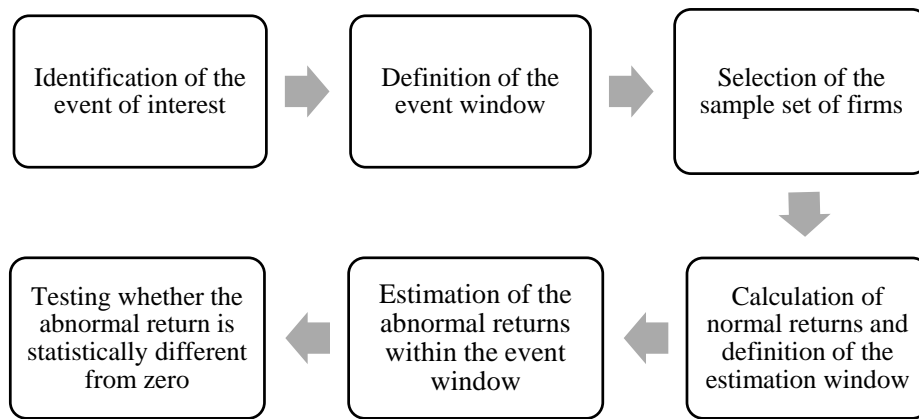 Identification of the
event of interest
Definition of the
event window
Selection of the
sample set of firms
Calculation of
normal returns and
definition of the
estimation window
Estimation of the
abnormal returns
within the event
window
Testing whether the
abnormal return is
statistically different
from zero